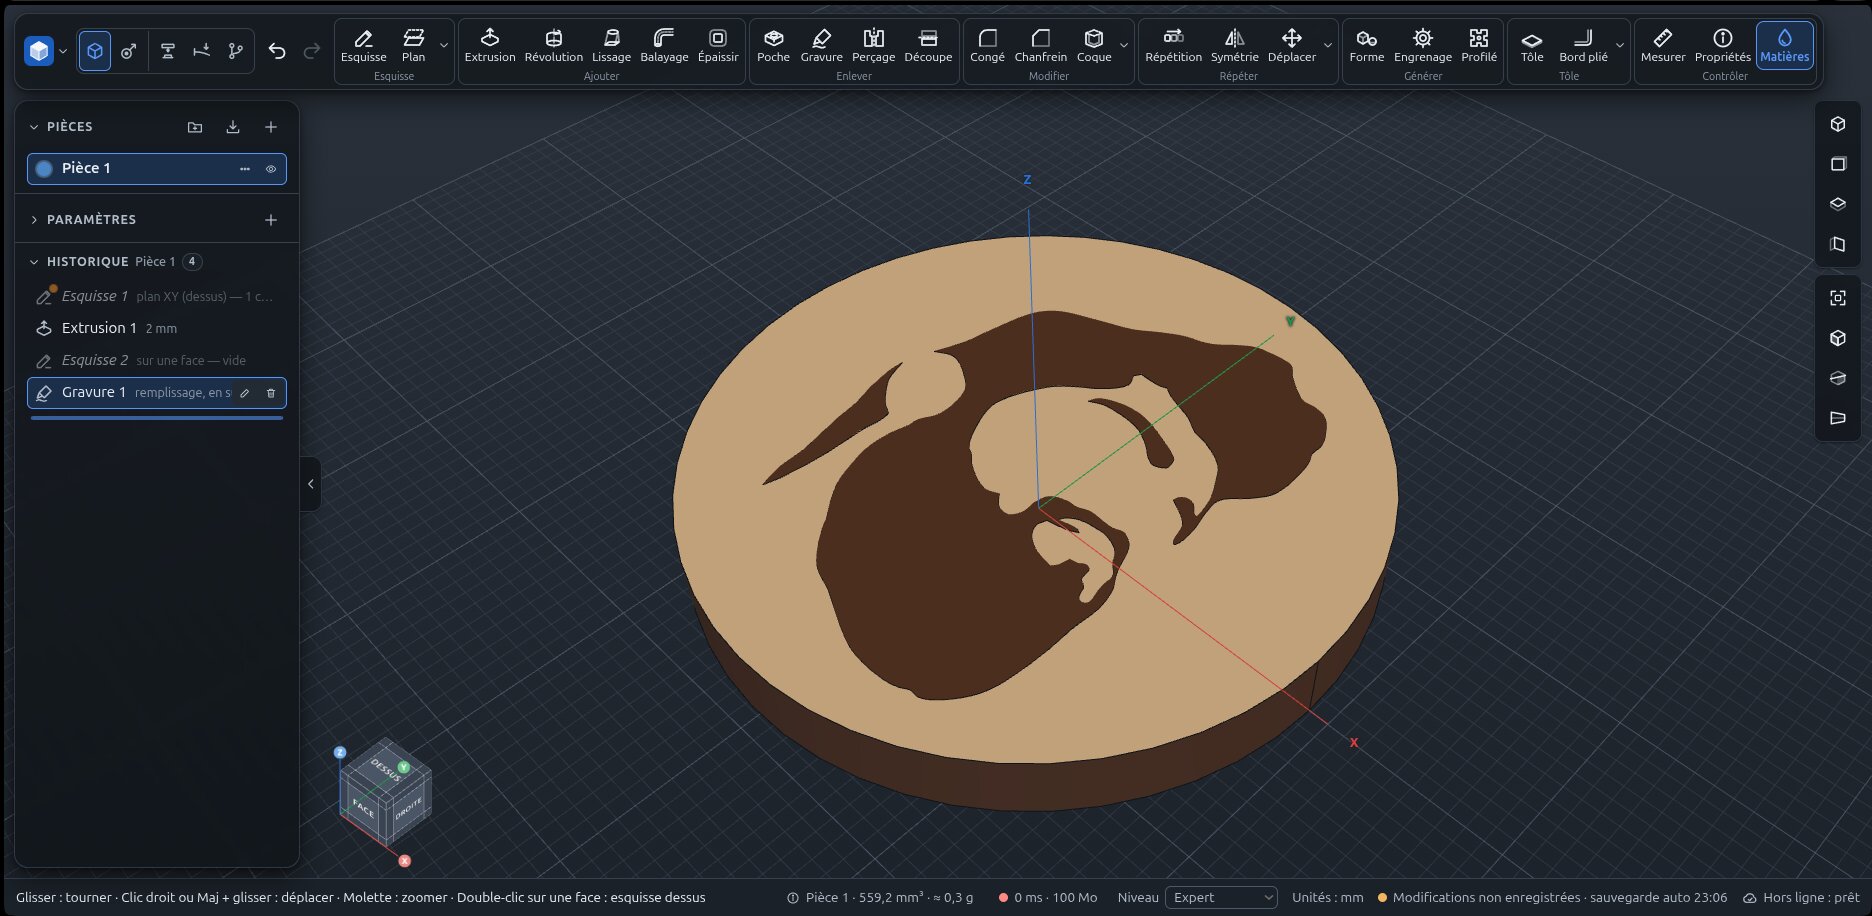 Esquisse Plan
Esquisse
Extrusion Révolution Lissage Balayage Épaissir
Ajouter
Poche Gravure Perçage Découpe
Enlever
Congé Chanfrein Coque
Modifier
Répétition Symétrie Déplacer
Répéter
Forme Engrenage Profilé
Générer
Tôle Bord plié
Tôle
Mesurer Propriétés Matières
Contrôler
PIÈCES
Pièce 1
PARAMÈTRES
HISTORIQUE Pièce 1 4
Esquisse 1 plan XY (dessus) — 1 c...
Extrusion 1 2 mm
Esquisse 2 sur une face — vide
Gravure 1 remplissage, en s
Z
Y
X
Z
Y
DESSUS
FACE
DROITE
X
Glisser : tourner · Clic droit ou Maj + glisser : déplacer · Molette : zoomer · Double-clic sur une face : esquisse dessus
Pièce 1 · 559,2 mm³ · ≈ 0,3 g
0 ms · 100 Mo
Niveau Expert
Unités : mm
Modifications non enregistrées · sauvegarde auto 23:06
Hors ligne : prêt